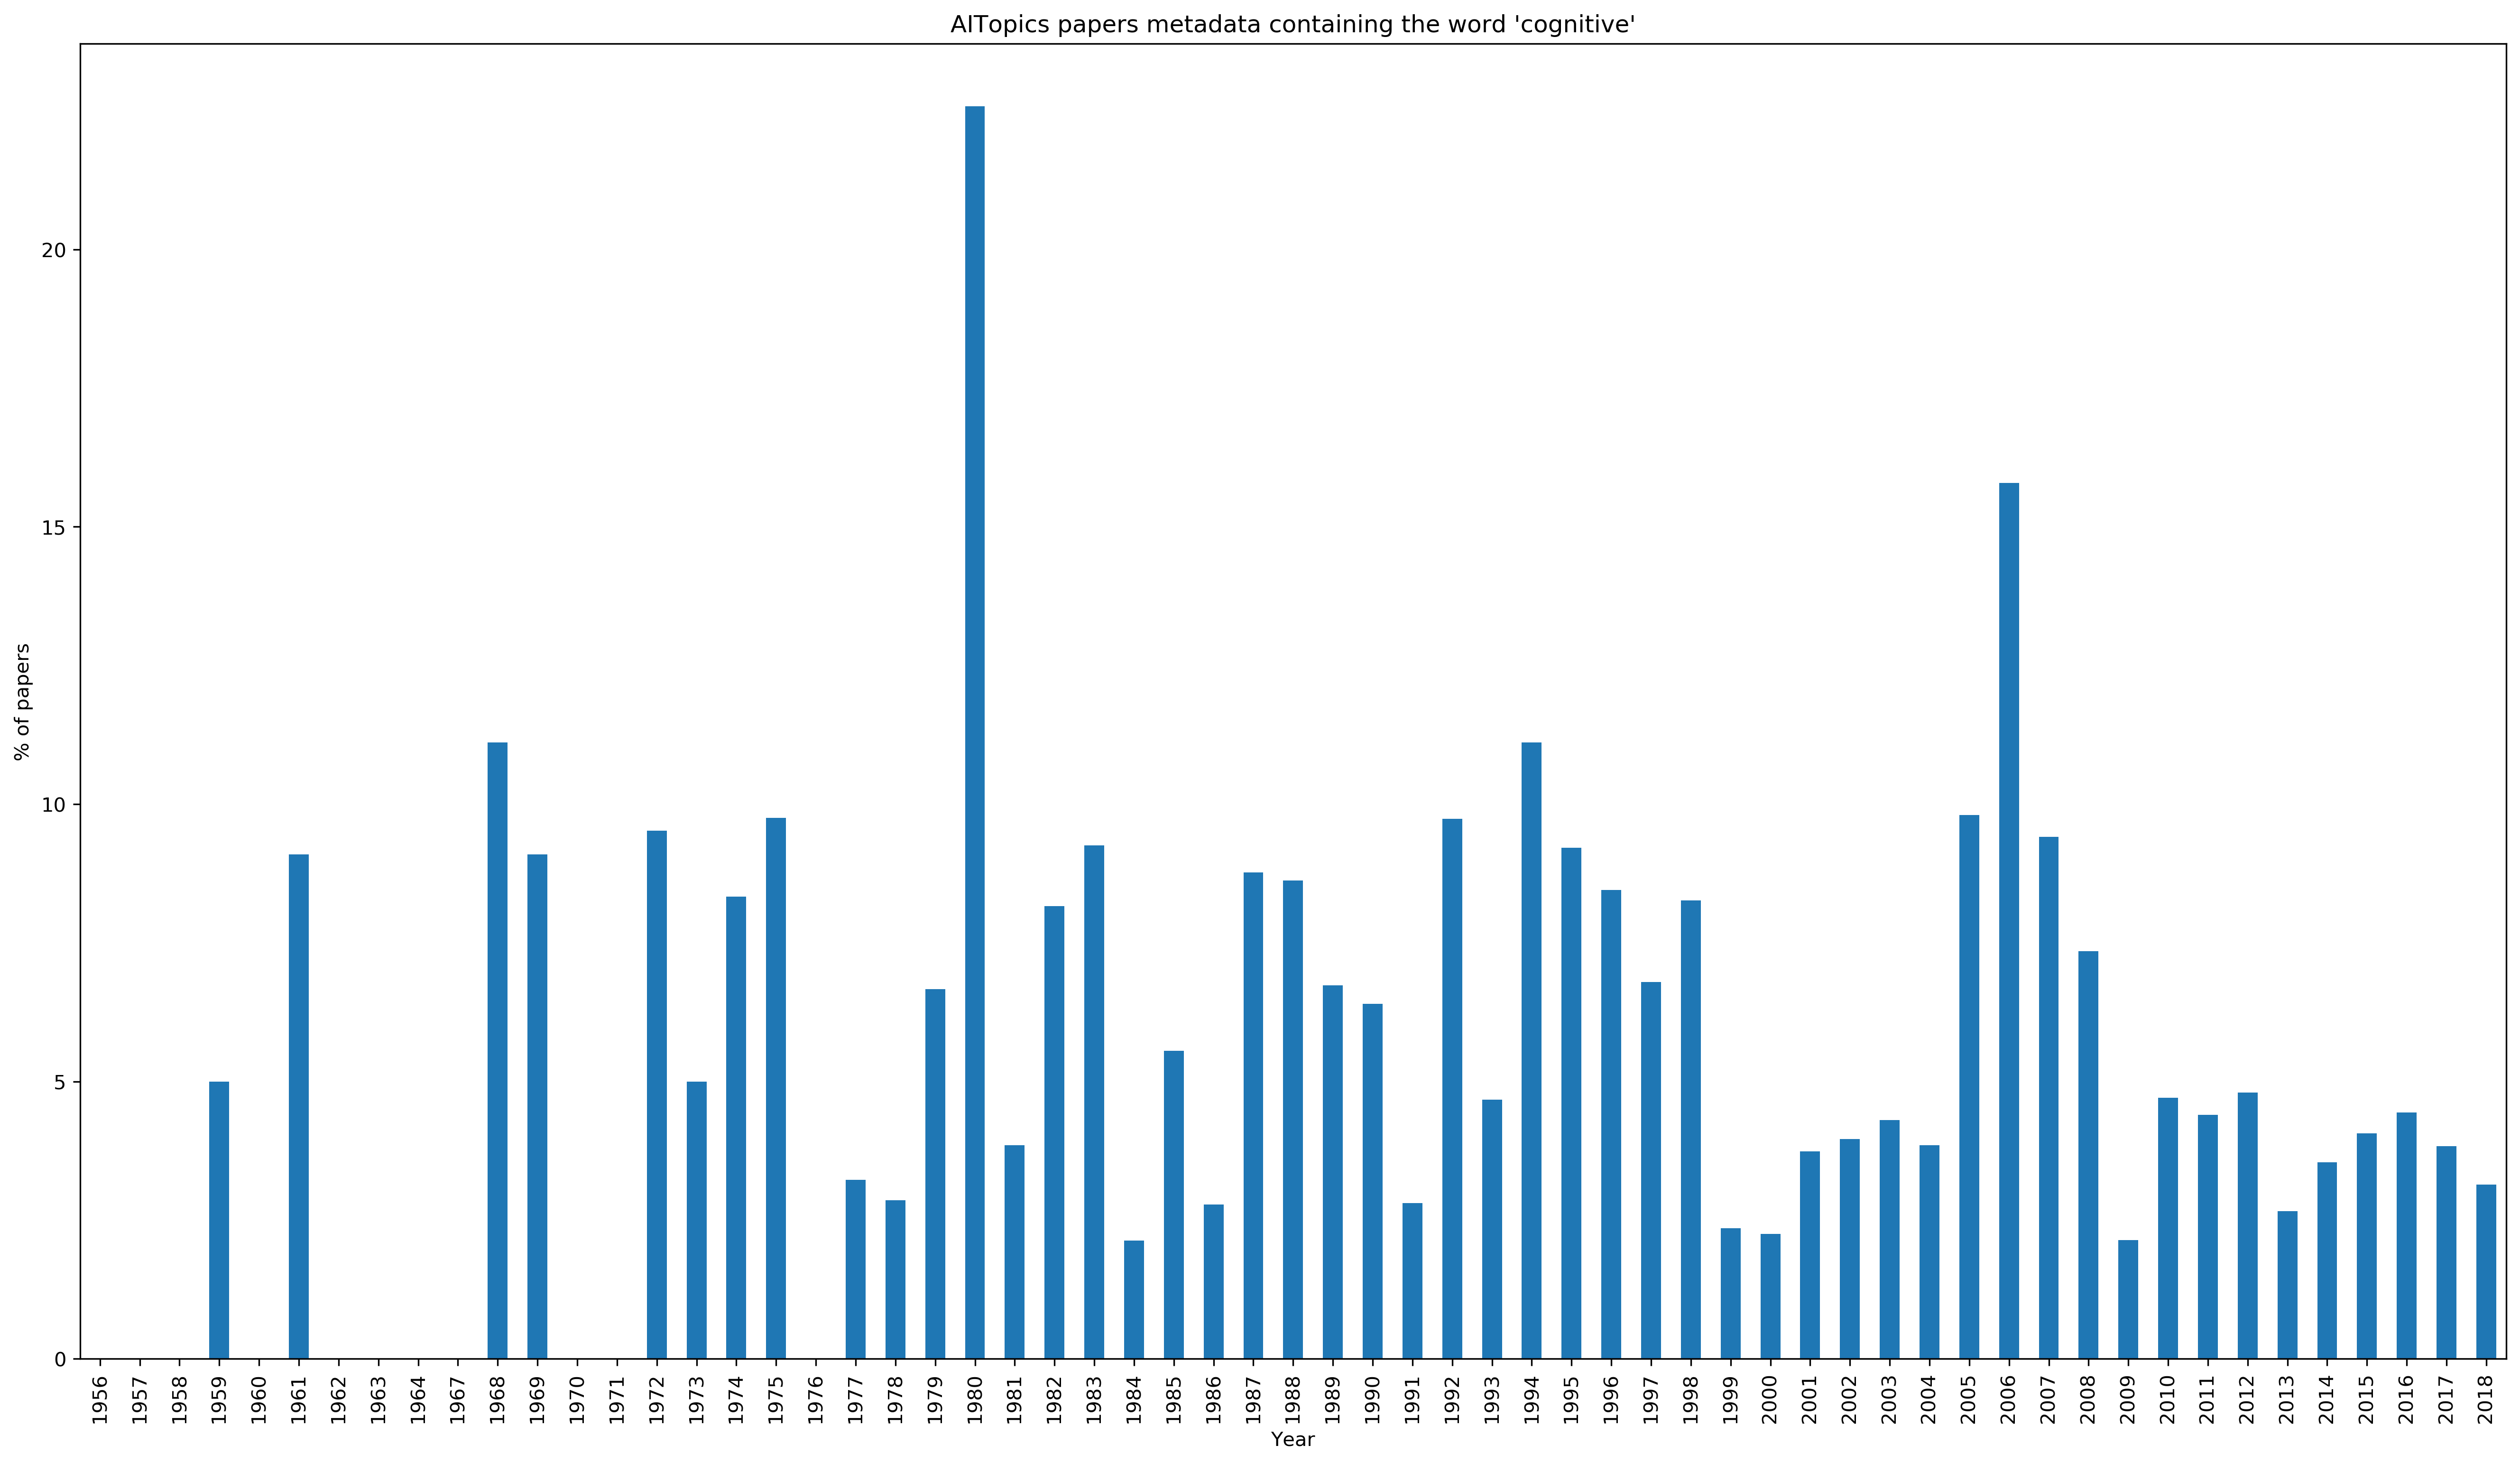 AITopics papers metadata containing the word 'cognitive'
% of papers
20
15
10
5
0
1956 1957 1958 1959 1960 1961 1962 1963 1964 1967 1968 1969 1970 1971 1972 1973 1974 1975 1976 1977 1978 1979 1980 1981 1982 1983 1984 1985 1986 1987 1988 1989 1990 1991 1992 1993 1994 1995 1996 1997 1998 1999 2000 2001 2002 2003 2004 2005 2006 2007 2008 2009 2010 2011 2012 2013 2014 2015 2016 2017 2018
Year